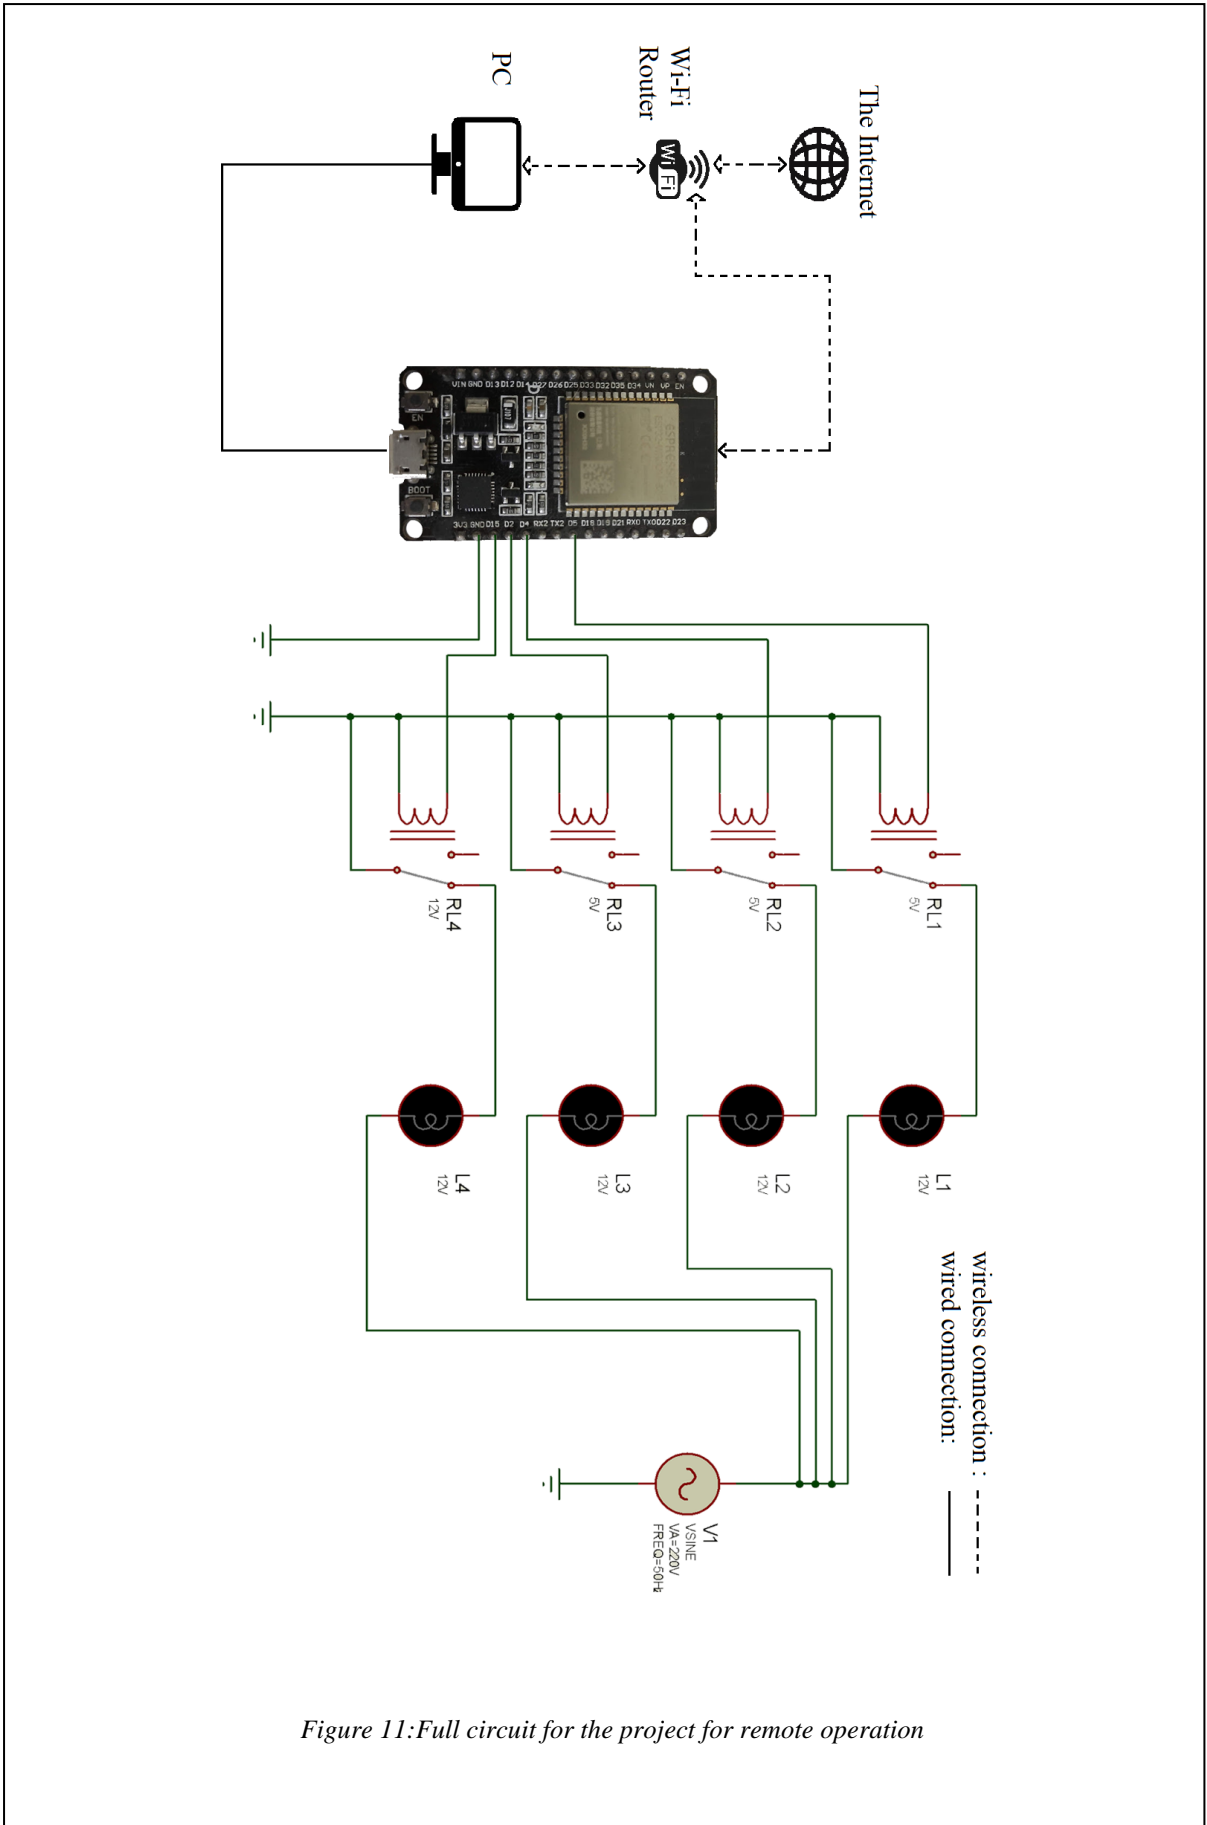 The Internet
Wi-Fi
Router
PC
Wi Fi
VIN GND D13 D12 D14 D27 D26 D25 D33 D32 D35 D34 VN VP EN
EN
BOOT
3V3 GND D15 D2 D4 RX2 TX2 D5 D18 D19 D21 RX0 TX0 D22 D23
RL4
12V
RL3
5V
RL2
5V
RL1
5V
L4
12V
L3
12V
L2
12V
L1
12V
wireless connection :
wired connection:
V1
VSINE
VA=220V
FREQ=50Hz
Figure 11:Full circuit for the project for remote operation